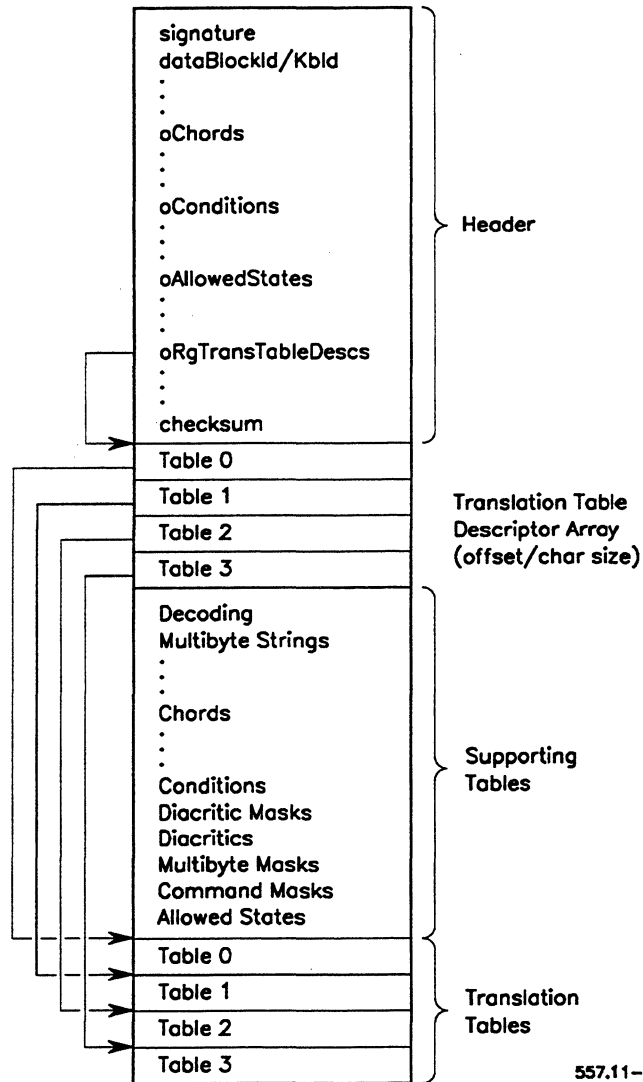 signature
dataBlockId/KbId
.
.
.
oChords
.
.
.
oConditions
.
.
.
oAllowedStates
.
.
.
oRgTransTableDescs
.
.
.
checksum
Header
Table 0
Table 1
Table 2
Table 3
Translation Table
Descriptor Array
(offset/char size)
Decoding
Multibyte Strings
.
.
.
Chords
.
.
.
Conditions
Diacritic Masks
Diacritics
Multibyte Masks
Command Masks
Allowed States
Supporting
Tables
Table 0
Table 1
Table 2
Table 3
Translation
Tables
557.11-